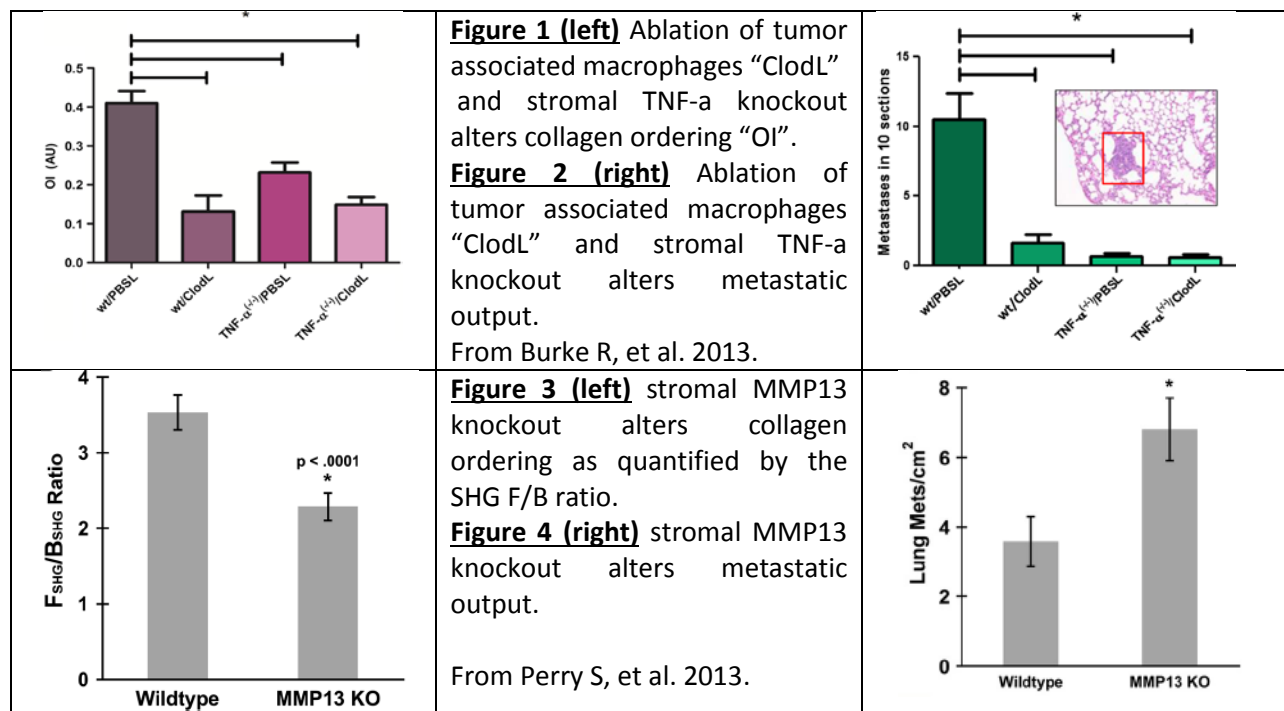 *
0.5
0.4
0.3
0.2
0.1
0.0
OI (AU)
wt/PBSL
wt/ClodL
TNF-α(-/-)/PBSL
TNF-α(-/-)/ClodL
Figure 1 (left) Ablation of tumor
associated macrophages “ClodL”
and stromal TNF-a knockout
alters collagen ordering “OI”.
Figure 2 (right) Ablation of
tumor associated macrophages
“ClodL” and stromal TNF-a
knockout alters metastatic
output.
From Burke R, et al. 2013.
*
15
10
5
0
Metastases in 10 sections
wt/PBSL
wt/ClodL
TNF-α(-/-)/PBSL
TNF-α(-/-)/ClodL
4
3
2
1
0
FSHG/BSHG Ratio
p < .0001
*
Wildtype
MMP13 KO
Figure 3 (left) stromal MMP13
knockout alters collagen
ordering as quantified by the
SHG F/B ratio.
Figure 4 (right) stromal MMP13
knockout alters metastatic
output.
From Perry S, et al. 2013.
8
6
4
2
0
Lung Mets/cm²
*
Wildtype
MMP13 KO